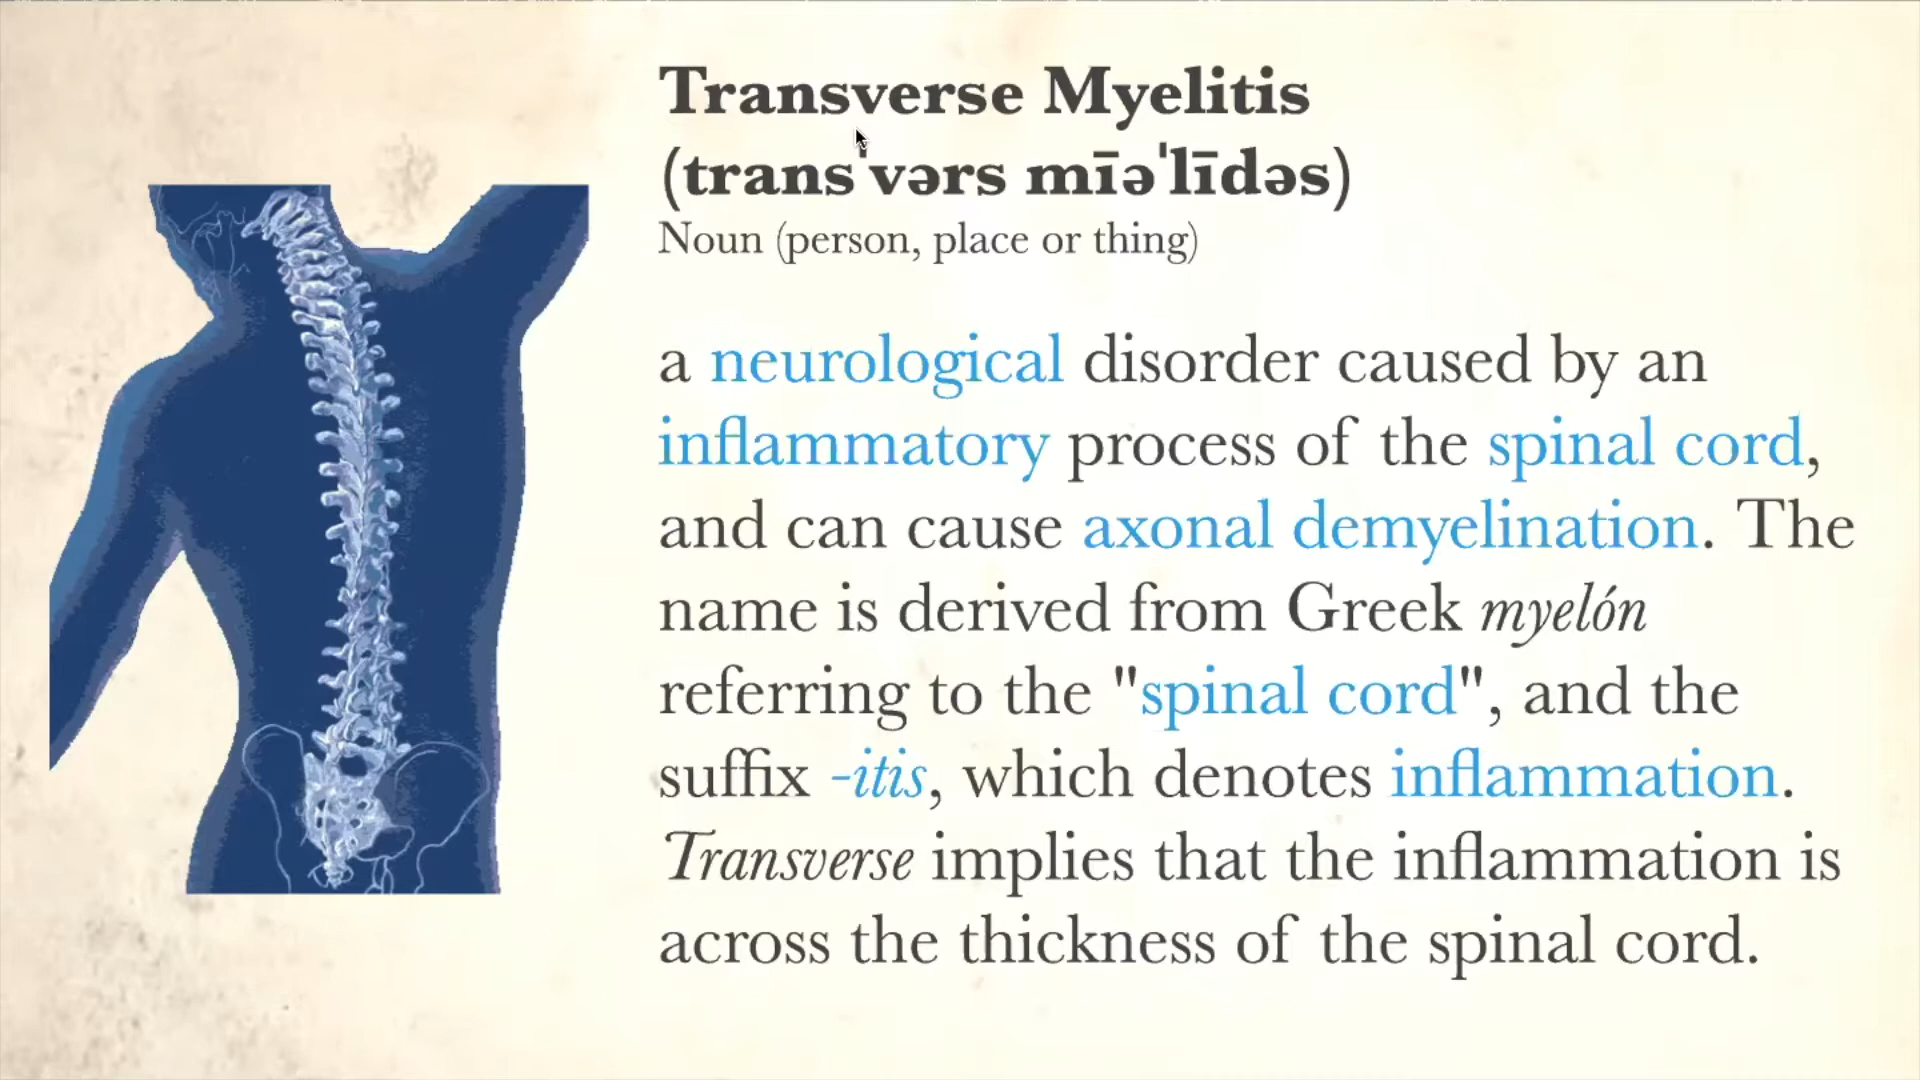 Transverse Myelitis
(transˈvərs mīəˈlīdəs)
Noun (person, place or thing)
a neurological disorder caused by an
inflammatory process of the spinal cord,
and can cause axonal demyelination. The
name is derived from Greek myelón
referring to the "spinal cord", and the
suffix -itis, which denotes inflammation.
Transverse implies that the inflammation is
across the thickness of the spinal cord.